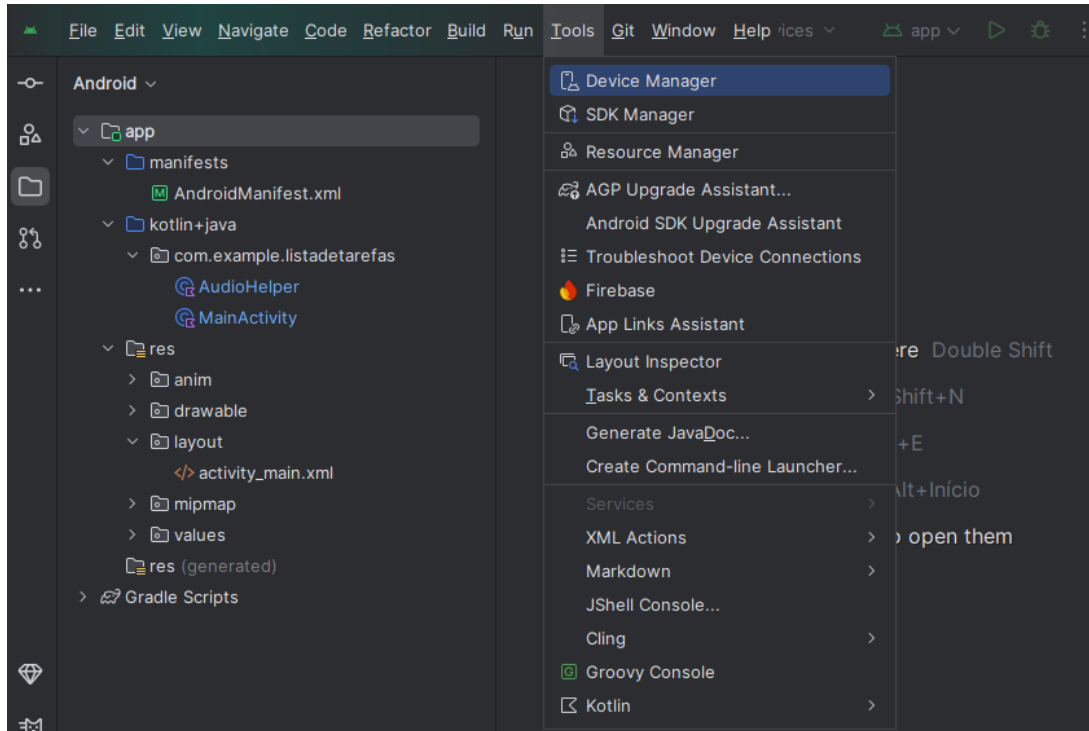 File Edit View Navigate Code Refactor Build Run Tools Git Window Help rices app
Android
app
manifests
AndroidManifest.xml
kotlin+java
com.example.listadetarefas
AudioHelper
MainActivity
res
anim
drawable
layout
activity_main.xml
mipmap
values
res (generated)
Gradle Scripts
Device Manager
SDK Manager
Resource Manager
AGP Upgrade Assistant...
Android SDK Upgrade Assistant
Troubleshoot Device Connections
Firebase
App Links Assistant
Layout Inspector
Tasks & Contexts
Generate JavaDoc...
Create Command-line Launcher...
Services
XML Actions
Markdown
JShell Console...
Cling
Groovy Console
Kotlin
ere Double Shift
Shift+N
+E
Alt+Início
o open them